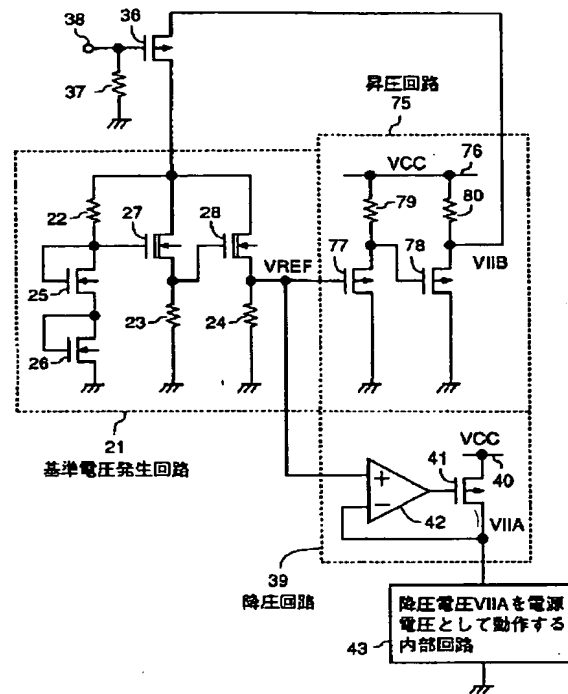 38
36
37
昇圧回路
75
VCC
76
22
27
28
79
80
VREF
77
78
VIIB
25
23
24
26
21
基準電圧発生回路
VCC
41
40
+
−
42
VIIA
39
降圧回路
43
降圧電圧VIIAを電源
電圧として動作する
内部回路